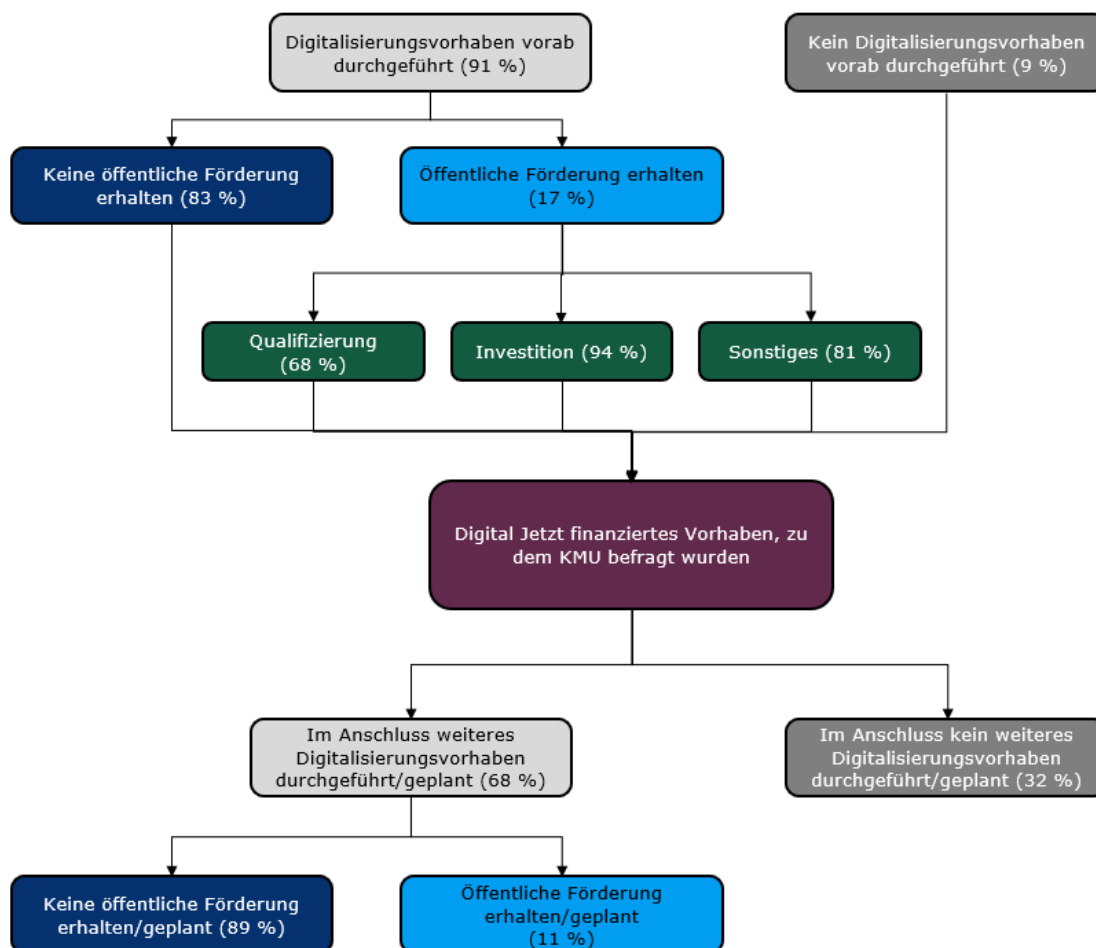 Digitalisierungsvorhaben vorab
durchgeführt (91 %)
Kein Digitalisierungsvorhaben
vorab durchgeführt (9 %)
Keine öffentliche Förderung
erhalten (83 %)
Öffentliche Förderung erhalten
(17 %)
Qualifizierung
(68 %)
Investition (94 %)
Sonstiges (81 %)
Digital Jetzt finanziertes Vorhaben, zu
dem KMU befragt wurden
Im Anschluss weiteres
Digitalisierungsvorhaben
durchgeführt/geplant (68 %)
Im Anschluss kein weiteres
Digitalisierungsvorhaben
durchgeführt/geplant (32 %)
Keine öffentliche Förderung
erhalten/geplant (89 %)
Öffentliche Förderung
erhalten/geplant
(11 %)